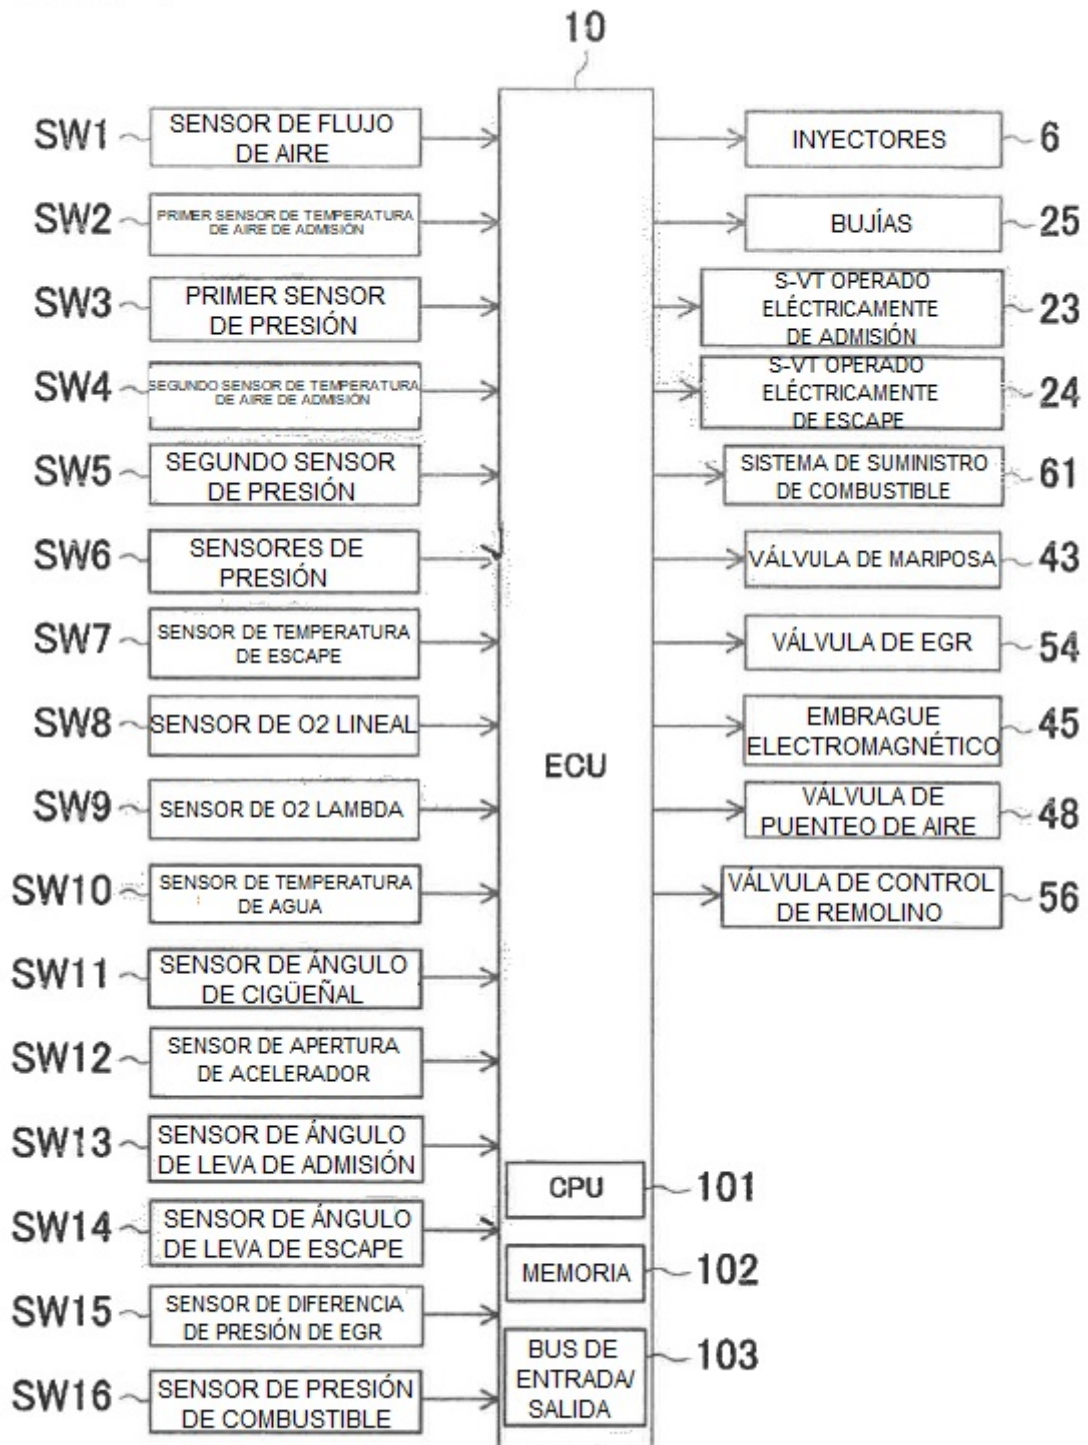 10
SW1
SENSOR DE FLUJO
DE AIRE
SW2
PRIMER SENSOR DE TEMPERATURA
DE AIRE DE ADMISIÓN
SW3
PRIMER SENSOR
DE PRESIÓN
SW4
SEGUNDO SENSOR DE TEMPERATURA
DE AIRE DE ADMISIÓN
SW5
SEGUNDO SENSOR
DE PRESIÓN
SW6
SENSORES DE
PRESIÓN
SW7
SENSOR DE TEMPERATURA
DE ESCAPE
SW8
SENSOR DE O2 LINEAL
SW9
SENSOR DE O2 LAMBDA
SW10
SENSOR DE TEMPERATURA
DE AGUA
SW11
SENSOR DE ÁNGULO
DE CIGÜEÑAL
SW12
SENSOR DE APERTURA
DE ACELERADOR
SW13
SENSOR DE ÁNGULO
DE LEVA DE ADMISIÓN
SW14
SENSOR DE ÁNGULO
DE LEVA DE ESCAPE
SW15
SENSOR DE DIFERENCIA
DE PRESIÓN DE EGR
SW16
SENSOR DE PRESIÓN
DE COMBUSTIBLE
ECU
CPU
101
MEMORIA
102
BUS DE
ENTRADA/
SALIDA
103
INYECTORES
6
BUJÍAS
25
S-VT OPERADO
ELÉCTRICAMENTE
DE ADMISIÓN
23
S-VT OPERADO
ELÉCTRICAMENTE
DE ESCAPE
24
SISTEMA DE SUMINISTRO
DE COMBUSTIBLE
61
VÁLVULA DE MARIPOSA
43
VÁLVULA DE EGR
54
EMBRAGUE
ELECTROMAGNÉTICO
45
VÁLVULA DE
PUENTEO DE AIRE
48
VÁLVULA DE CONTROL
DE REMOLINO
56